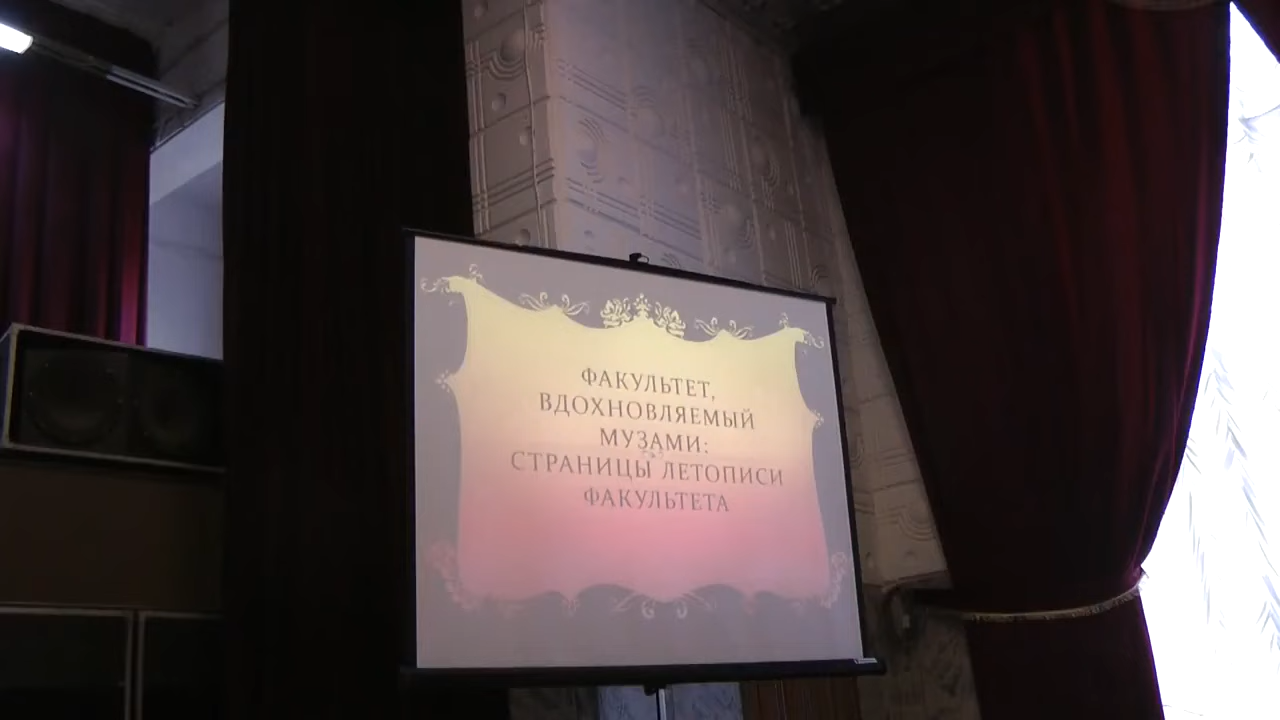 ФАКУЛЬТЕТ,
ВДОХНОВЛЯЕМЫЙ
МУЗАМИ:
СТРАНИЦЫ ЛЕТОПИСИ
ФАКУЛЬТЕТА